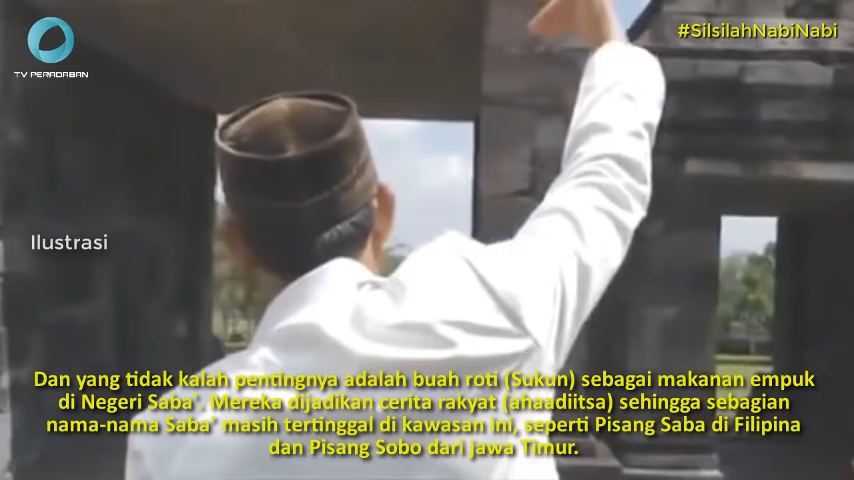 #SilsilahNabiNabi
TV PERADABAN
Ilustrasi
Dan yang tidak kalah pentingnya adalah buah roti (Sukun) sebagai makanan empuk
di Negeri Saba'. Mereka dijadikan cerita rakyat (ahaadiitsa) sehingga sebagian
nama-nama Saba' masih tertinggal di kawasan ini, seperti Pisang Saba di Filipina
dan Pisang Sobo dari Jawa Timur.